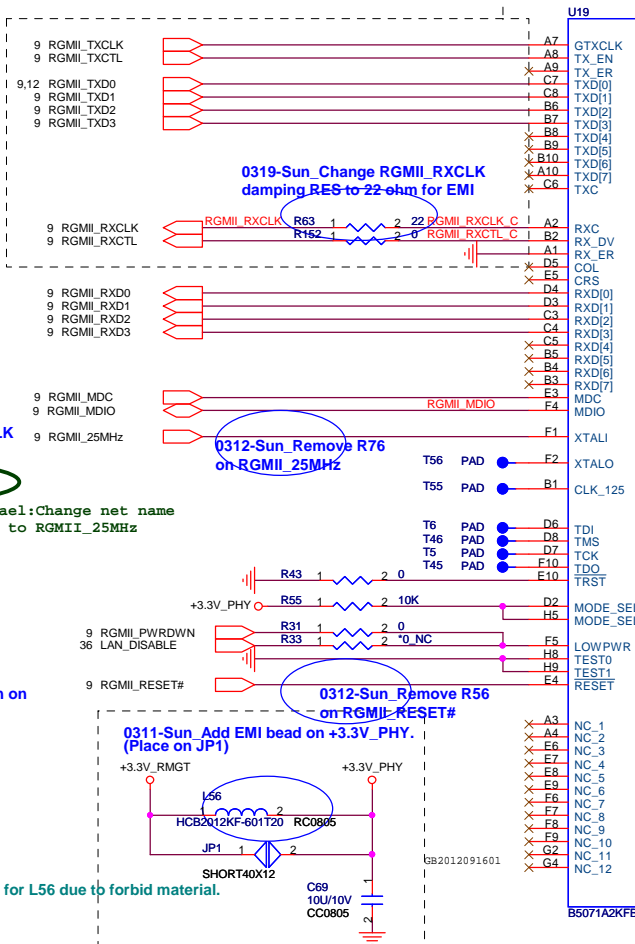 U19
9 RGMII_TXCLK A7 GTXCLK
9 RGMII_TXCTL A8 TX_EN
A9 TX_ER
9,12 RGMII_TXD0 C7 TXD[0]
9 RGMII_TXD1 C8 TXD[1]
9 RGMII_TXD2 B6 TXD[2]
9 RGMII_TXD3 B7 TXD[3]
B8 TXD[4]
B9 TXD[5]
B10 TXD[6]
A10 TXD[7]
C6 TXC
0319-Sun_Change RGMII_RXCLK
damping RES to 22 ohm for EMI
9 RGMII_RXCLK RGMII_RXCLK R63 1 2 22 RGMII_RXCLK_C A2 RXC
9 RGMII_RXCTL R152 1 2 0 RGMII_RXCTL_C B2 RX_DV
A1 RX_ER
D5 COL
E5 CRS
9 RGMII_RXD0 D4 RXD[0]
9 RGMII_RXD1 D3 RXD[1]
9 RGMII_RXD2 C3 RXD[2]
9 RGMII_RXD3 C4 RXD[3]
C5 RXD[4]
B5 RXD[5]
B4 RXD[6]
B3 RXD[7]
9 RGMII_MDC E3 MDC
9 RGMII_MDIO RGMII_MDIO F4 MDIO
LK 9 RGMII_25MHz F1 XTALI
0312-Sun_Remove R76
on RGMII_25MHz
T56 PAD F2 XTALO
T55 PAD B1 CLK_125
ael:Change net name
to RGMII_25MHz
T6 PAD D6 TDI
T46 PAD D8 TMS
T5 PAD D7 TCK
T45 PAD F10 TDO
R43 1 2 0 E10 TRST
+3.3V_PHY R55 1 2 10K D2 MODE_SEL
H5 MODE_SEL
9 RGMII_PWRDWN R31 1 2 0
36 LAN_DISABLE R33 1 2 *0_NC F5 LOWPWR
H8 TEST0
H9 TEST1
9 RGMII_RESET# E4 RESET
n on
0312-Sun_Remove R56
on RGMII_RESET#
0311-Sun_Add EMI bead on +3.3V_PHY.
(Place on JP1)
A3 NC_1
A4 NC_2
E6 NC_3
E7 NC_4
E8 NC_5
E9 NC_6
F6 NC_7
F7 NC_8
F8 NC_9
F9 NC_10
G2 NC_11
G4 NC_12
+3.3V_RMGT +3.3V_PHY
L56
1 2
HCB2012KF-601T20 RC0805
JP1 1 2
SHORT40X12
GB2012091601
for L56 due to forbid material.
C69
10U/10V
CC0805
1
2
B5071A2KFB